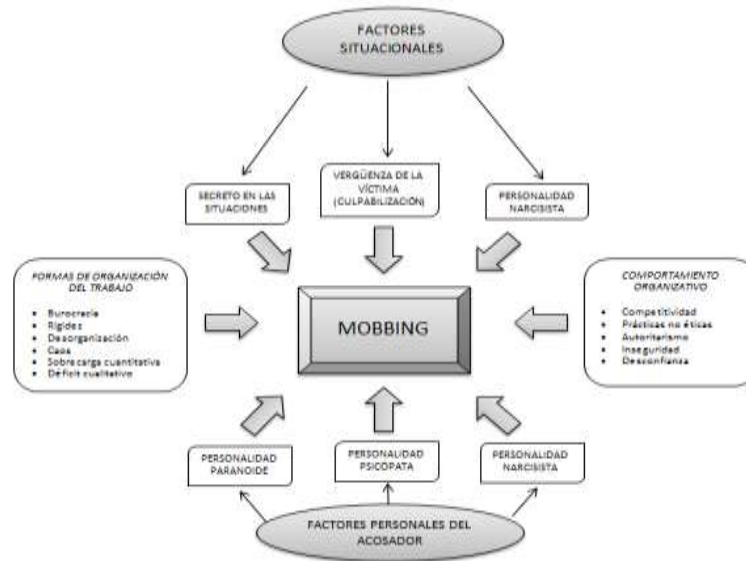 FACTORES
SITUACIONALES
SECRETO EN LAS
SITUACIONES
VERGÜENZA DE LA
VÍCTIMA
(CULPABILIZACIÓN)
PERSONALIDAD
NARCISISTA
FORMAS DE ORGANIZACIÓN
DEL TRABAJO
• Burocracia
• Rigidez
• Desorganización
• Caos
• Sobrecarga cuantitativa
• Déficit cualitativo
MOBBING
COMPORTAMIENTO
ORGANIZATIVO
• Competitividad
• Prácticas no éticas
• Autoritarismo
• Inseguridad
• Desconfianza
PERSONALIDAD
PARANOIDE
PERSONALIDAD
PSICOPATA
PERSONALIDAD
NARCISISTA
FACTORES PERSONALES DEL
ACOSADOR